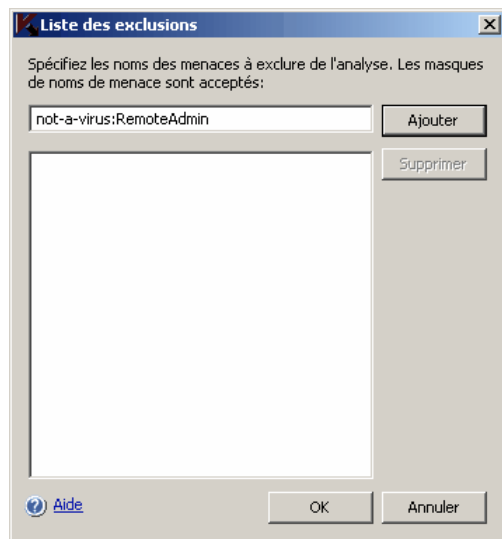 Liste des exclusions
Spécifiez les noms des menaces à exclure de l'analyse. Les masques
de noms de menace sont acceptés:
not-a-virus:RemoteAdmin
Ajouter
Supprimer
Aide
OK
Annuler